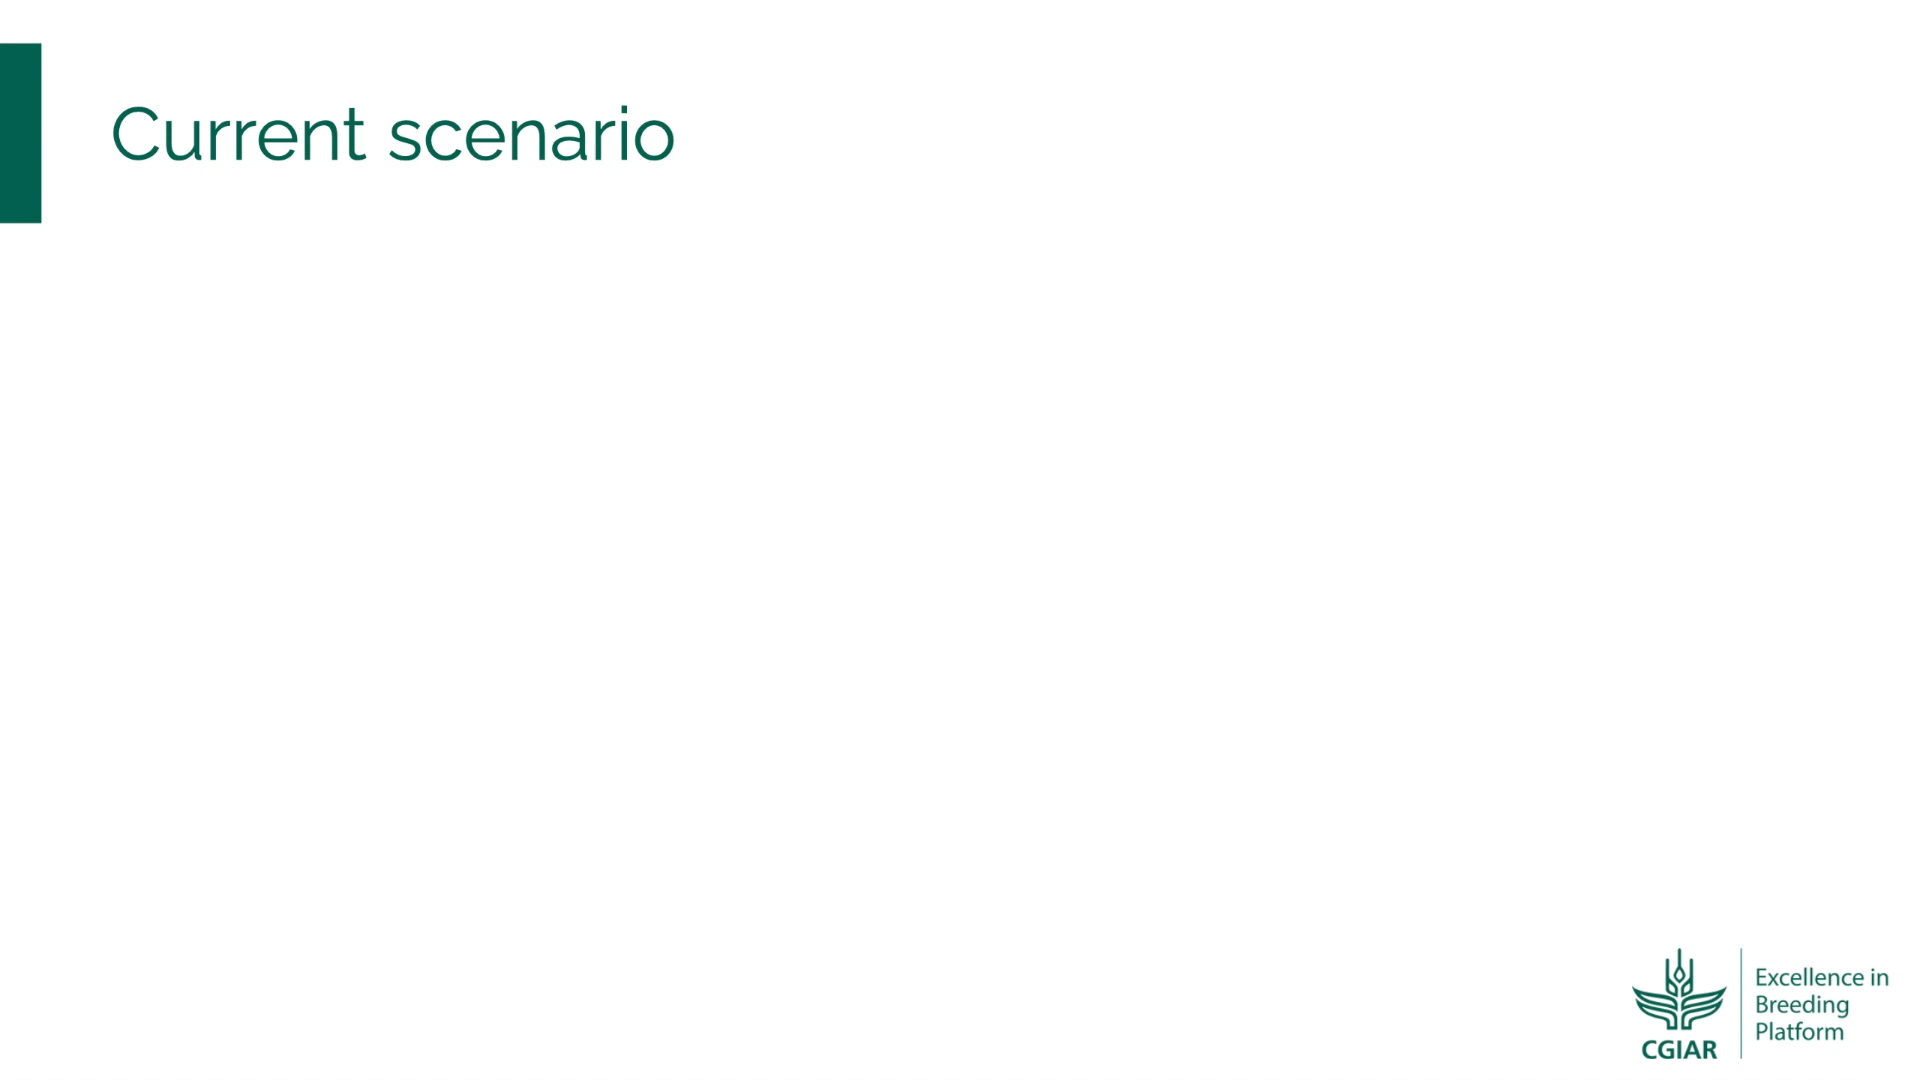 Current scenario
Excellence in
Breeding
Platform
CGIAR